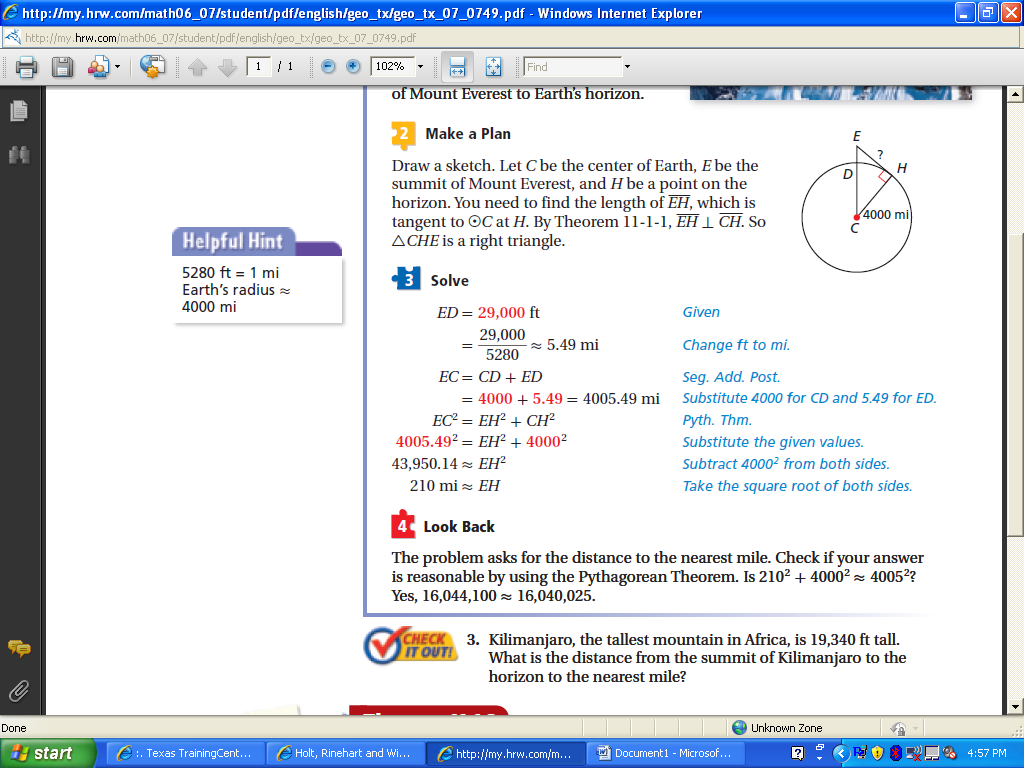 http://my.hrw.com/math06_07/student/pdf/english/geo_tx/geo_tx_07_0749.pdf - Windows Internet Explorer
http://my.hrw.com/math06_07/student/pdf/english/geo_tx/geo_tx_07_0749.pdf
1 / 1 102% Find
of Mount Everest to Earth's horizon.
2 Make a Plan
Draw a sketch. Let C be the center of Earth, E be the
summit of Mount Everest, and H be a point on the
horizon. You need to find the length of E̅H̅, which is
tangent to ⊙C at H. By Theorem 11-1-1, E̅H̅ ⊥ C̅H̅. So
△CHE is a right triangle.
E
?
D
H
4000 mi
C
Helpful Hint
5280 ft = 1 mi
Earth's radius ≈
4000 mi
3 Solve
ED = 29,000 ft Given
= 29,000/5280 ≈ 5.49 mi Change ft to mi.
EC = CD + ED Seg. Add. Post.
= 4000 + 5.49 = 4005.49 mi Substitute 4000 for CD and 5.49 for ED.
EC² = EH² + CH² Pyth. Thm.
4005.49² = EH² + 4000² Substitute the given values.
43,950.14 ≈ EH² Subtract 4000² from both sides.
210 mi ≈ EH Take the square root of both sides.
4 Look Back
The problem asks for the distance to the nearest mile. Check if your answer
is reasonable by using the Pythagorean Theorem. Is 210² + 4000² ≈ 4005²?
Yes, 16,044,100 ≈ 16,040,025.
CHECK
IT OUT!
3. Kilimanjaro, the tallest mountain in Africa, is 19,340 ft tall.
What is the distance from the summit of Kilimanjaro to the
horizon to the nearest mile?
Done Unknown Zone
start :. Texas TrainingCent... Holt, Rinehart and Wi... http://my.hrw.com/m... Document1 - Microsof... 4:57 PM